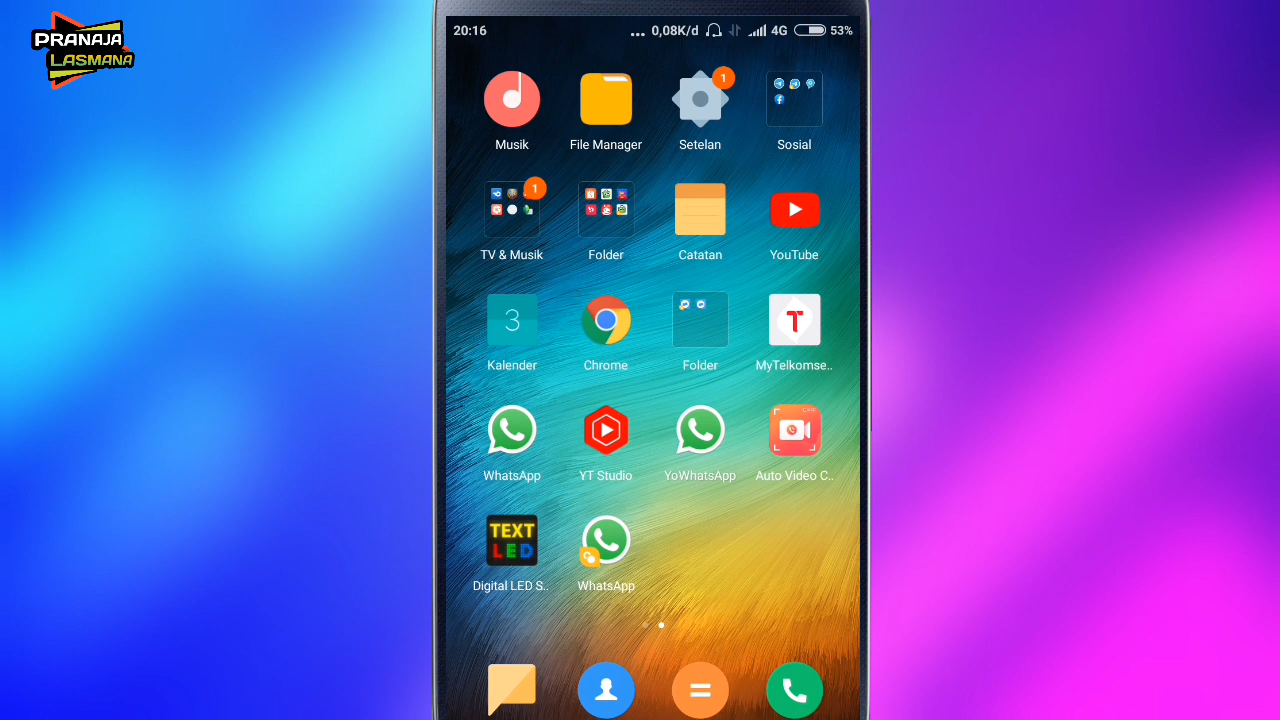 PRANAJA
LASMANA
20:16
... 0,08K/d 4G 53%
1
Musik File Manager Setelan Sosial
1
TV & Musik Folder Catatan YouTube
3
T
Kalender Chrome Folder MyTelkomse..
WhatsApp YT Studio YoWhatsApp Auto Video C..
TEXT
LED
Digital LED S.. WhatsApp